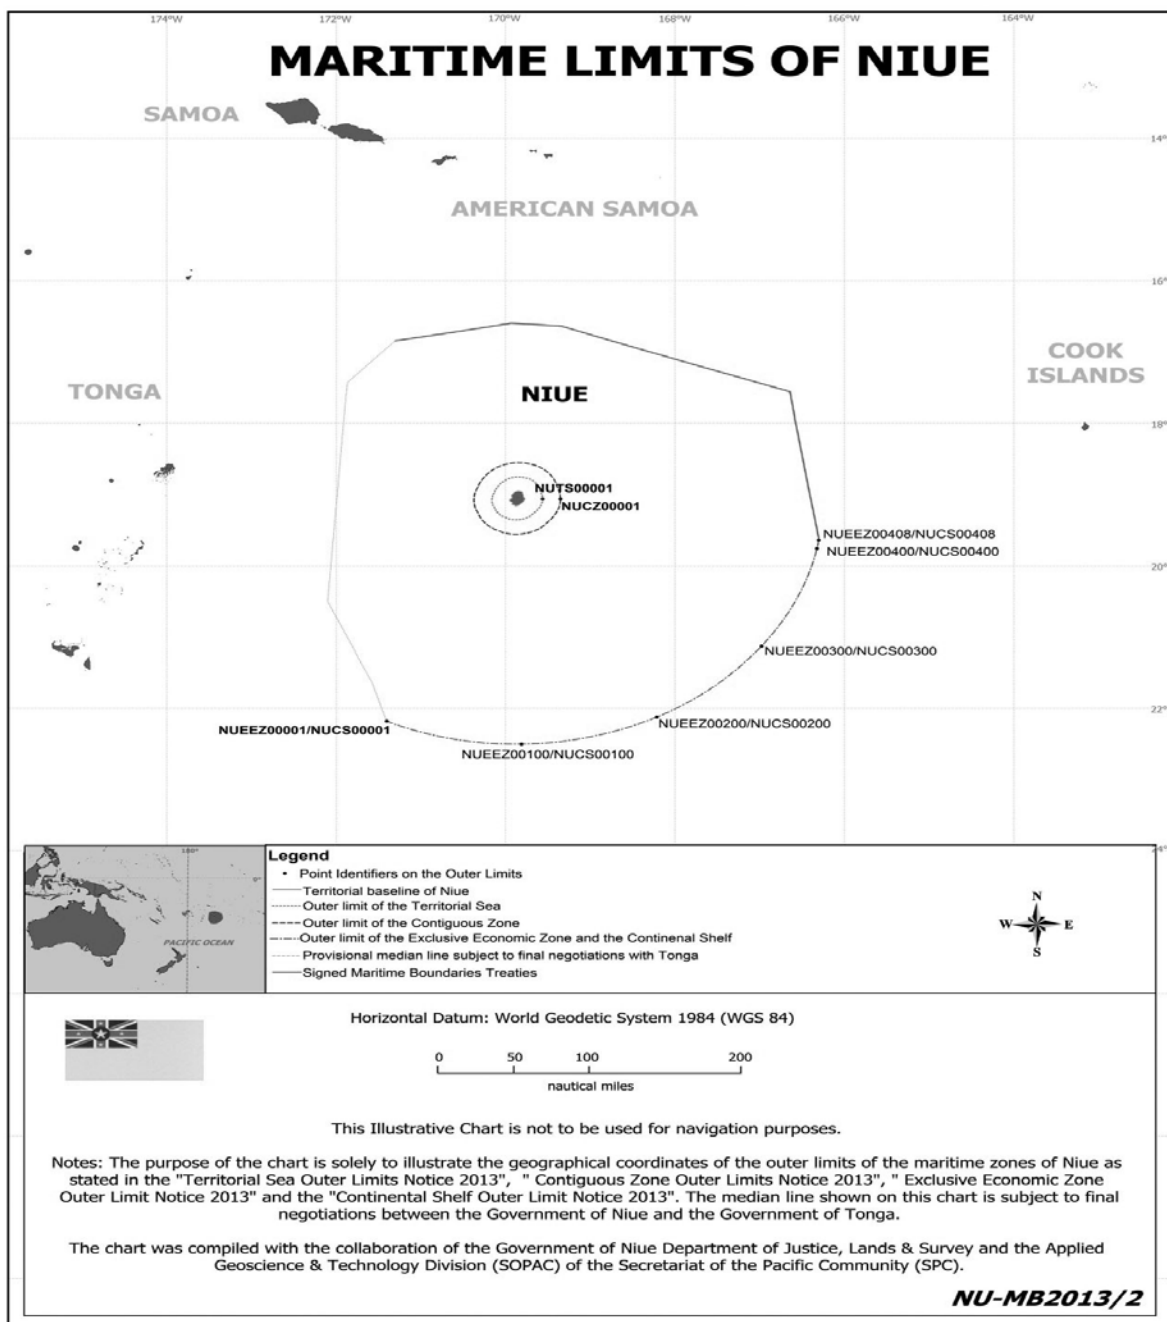 174°W 172°W 170°W 168°W 166°W 164°W
MARITIME LIMITS OF NIUE
SAMOA
14°
AMERICAN SAMOA
16°
COOK
ISLANDS
TONGA
NIUE
18°
NUTS00001
NUCZ00001
NUEEZ00408/NUCS00408
NUEEZ00400/NUCS00400
20°
NUEEZ00300/NUCS00300
22°
NUEEZ00200/NUCS00200
NUEEZ00001/NUCS00001
NUEEZ00100/NUCS00100
24°
180°
0°
PACIFIC OCEAN
Legend
Point Identifiers on the Outer Limits
Territorial baseline of Niue
Outer limit of the Territorial Sea
Outer limit of the Contiguous Zone
Outer limit of the Exclusive Economic Zone and the Continenal Shelf
Provisional median line subject to final negotiations with Tonga
Signed Maritime Boundaries Treaties
N
W E
S
Horizontal Datum: World Geodetic System 1984 (WGS 84)
0 50 100 200
nautical miles
This Illustrative Chart is not to be used for navigation purposes.
Notes: The purpose of the chart is solely to illustrate the geographical coordinates of the outer limits of the maritime zones of Niue as
stated in the "Territorial Sea Outer Limits Notice 2013", " Contiguous Zone Outer Limits Notice 2013", " Exclusive Economic Zone
Outer Limit Notice 2013" and the "Continental Shelf Outer Limit Notice 2013". The median line shown on this chart is subject to final
negotiations between the Government of Niue and the Government of Tonga.
The chart was compiled with the collaboration of the Government of Niue Department of Justice, Lands & Survey and the Applied
Geoscience & Technology Division (SOPAC) of the Secretariat of the Pacific Community (SPC).
NU-MB2013/2